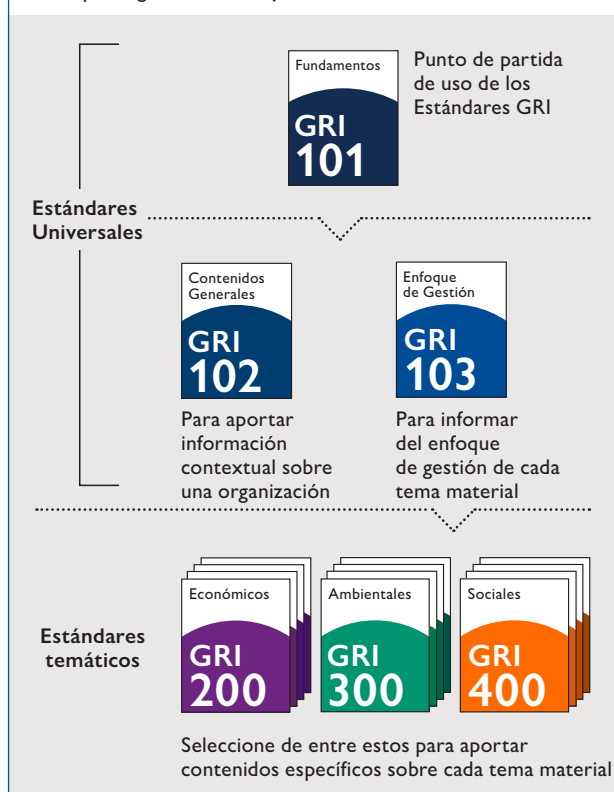 Fundamentos
GRI
101
Punto de partida
de uso de los
Estándares GRI
Estándares
Universales
Contenidos
Generales
GRI
102
Enfoque
de Gestión
GRI
103
Para aportar
información
contextual sobre
una organización
Para informar
del enfoque
de gestión de cada
tema material
Estándares
temáticos
Económicos
GRI
200
Ambientales
GRI
300
Sociales
GRI
400
Seleccione de entre estos para aportar
contenidos específicos sobre cada tema material